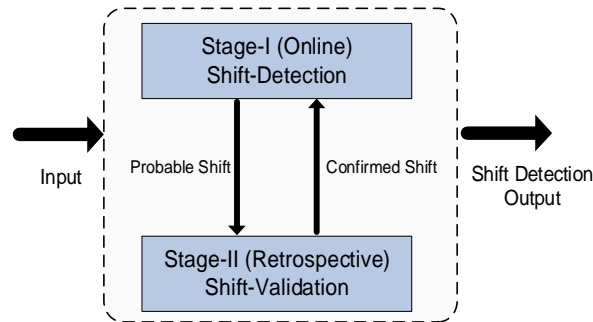 Stage-I (Online)
Shift-Detection
Input
Probable Shift
Confirmed Shift
Shift Detection
Output
Stage-II (Retrospective)
Shift-Validation